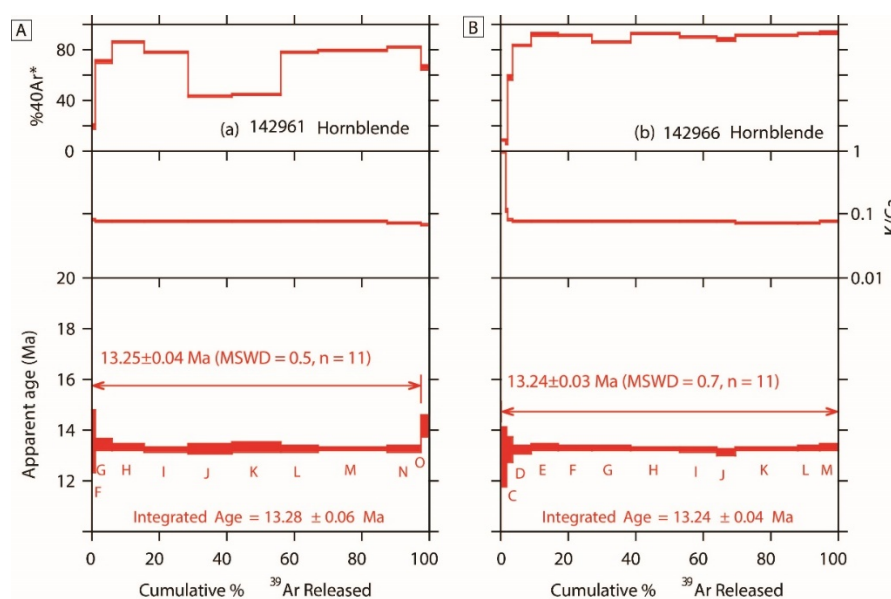 A
B
%40Ar*
80
40
0
(a) 142961 Hornblende
(b) 142966 Hornblende
1
0.1
0.01
K/Ca
Apparent age (Ma)
20
18
16
14
12
13.25±0.04 Ma (MSWD = 0.5, n = 11)
13.24±0.03 Ma (MSWD = 0.7, n = 11)
F G H I J K L M N O
C D E F G H I J K L M
Integrated Age = 13.28 ± 0.06 Ma
Integrated Age = 13.24 ± 0.04 Ma
0 20 40 60 80 100
0 20 40 60 80 100
Cumulative % ³⁹Ar Released
Cumulative % ³⁹Ar Released